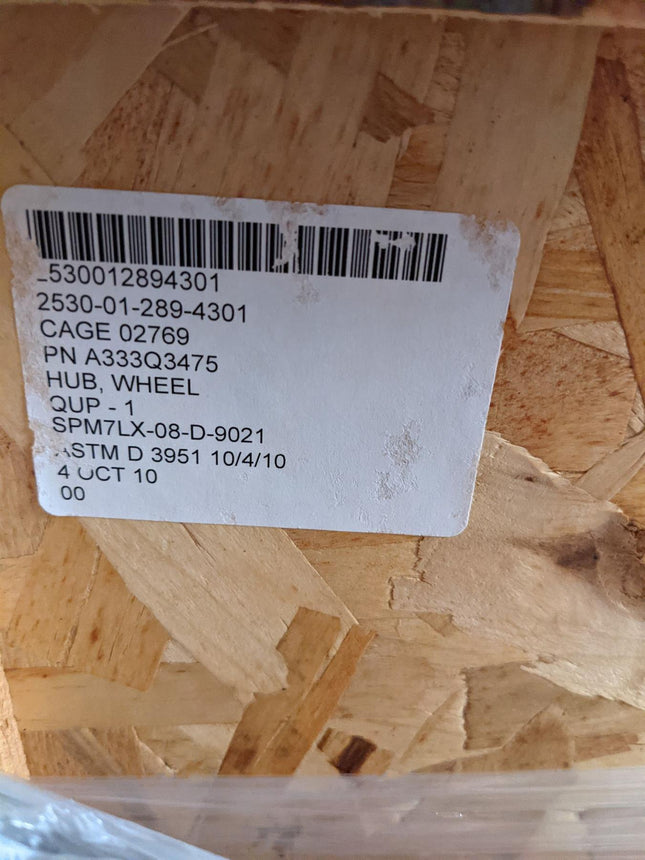 530012894301
2530-01-289-4301
CAGE 02769
PN A333Q3475
HUB, WHEEL
QUP - 1
SPM7LX-08-D-9021
ASTM D 3951 10/4/10
4 OCT 10
00